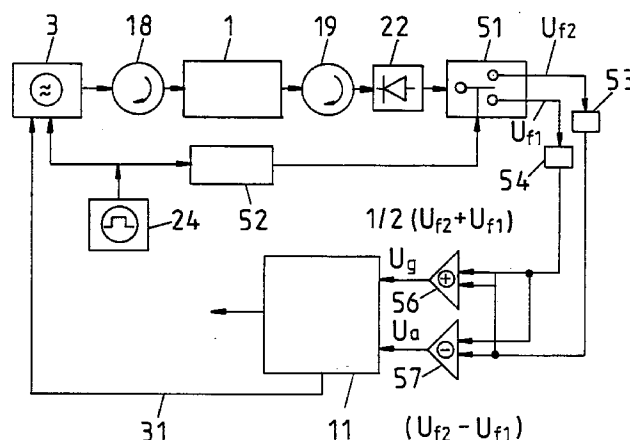 3 18 1 19 22 51 U_f2
53
≈
U_f1
54
24 52
1/2 (U_f2+U_f1)
U_g
+
56
U_a
−
57
31 11 (U_f2 − U_f1)